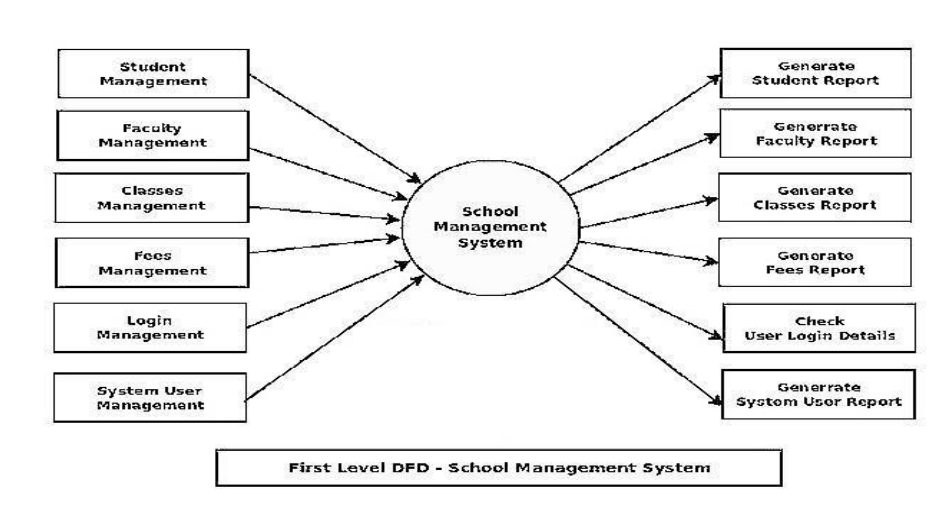 Student
Management
Faculty
Management
Classes
Management
Fees
Management
Login
Management
System User
Management
School
Management
System
Generate
Student Report
Generrate
Faculty Report
Generate
Classes Report
Generate
Fees Report
Check
User Login Details
Generrate
System User Report
First Level DFD - School Management System